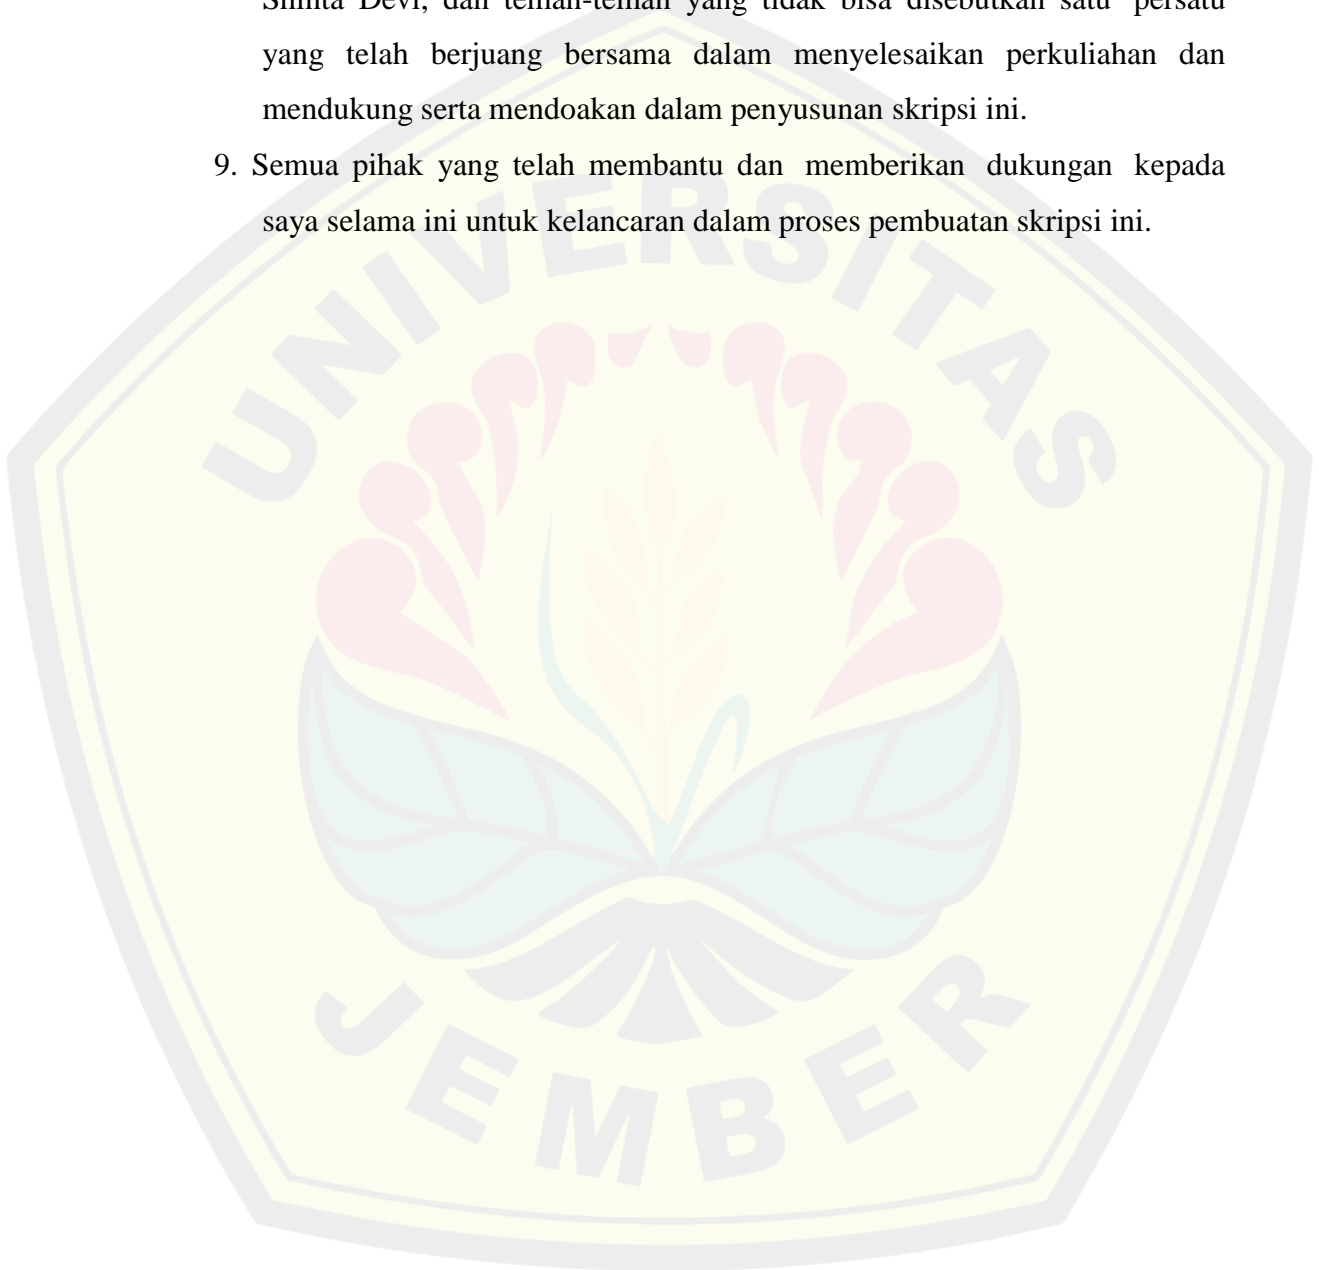 Devi, dan teman-teman yang tidak bisa disebutkan satu persatu
yang telah berjuang bersama dalam menyelesaikan perkuliahan dan
mendukung serta mendoakan dalam penyusunan skripsi ini.
9. Semua pihak yang telah membantu dan memberikan dukungan kepada
saya selama ini untuk kelancaran dalam proses pembuatan skripsi ini.
UNIVERSITAS
JEMBER